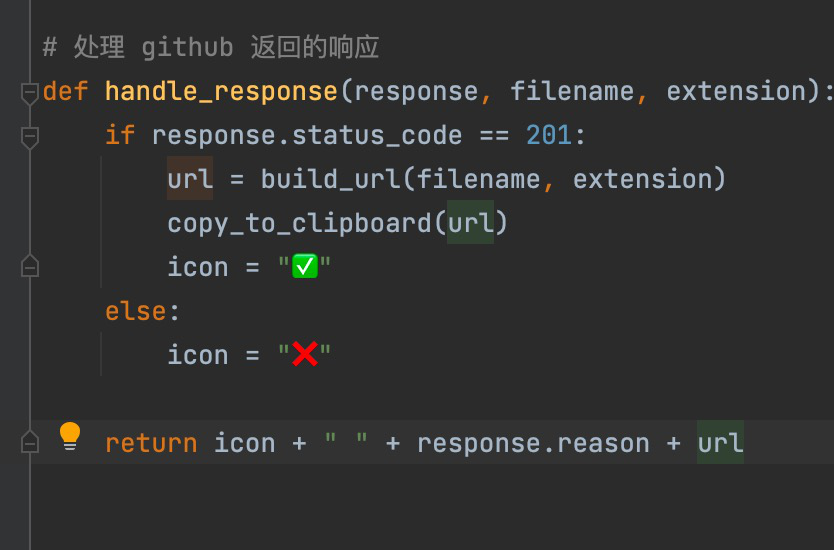 # 处理 github 返回的响应
def handle_response(response, filename, extension):
    if response.status_code == 201:
        url = build_url(filename, extension)
        copy_to_clipboard(url)
        icon = "✅"
    else:
        icon = "❌"
    return icon + " " + response.reason + url